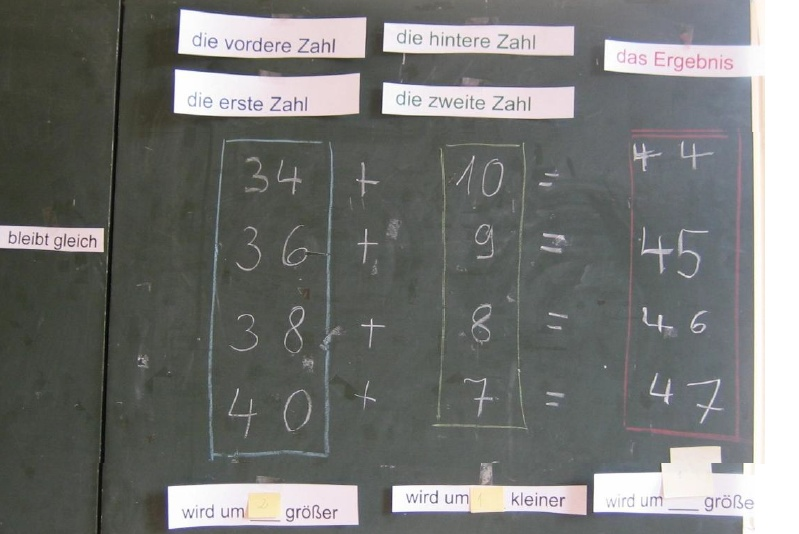 die vordere Zahl
die hintere Zahl
das Ergebnis
die erste Zahl
die zweite Zahl
34 + 10 = 44
bleibt gleich
36 + 9 = 45
38 + 8 = 46
40 + 7 = 47
wird um 2 größer
wird um kleiner
wird um ___ größe